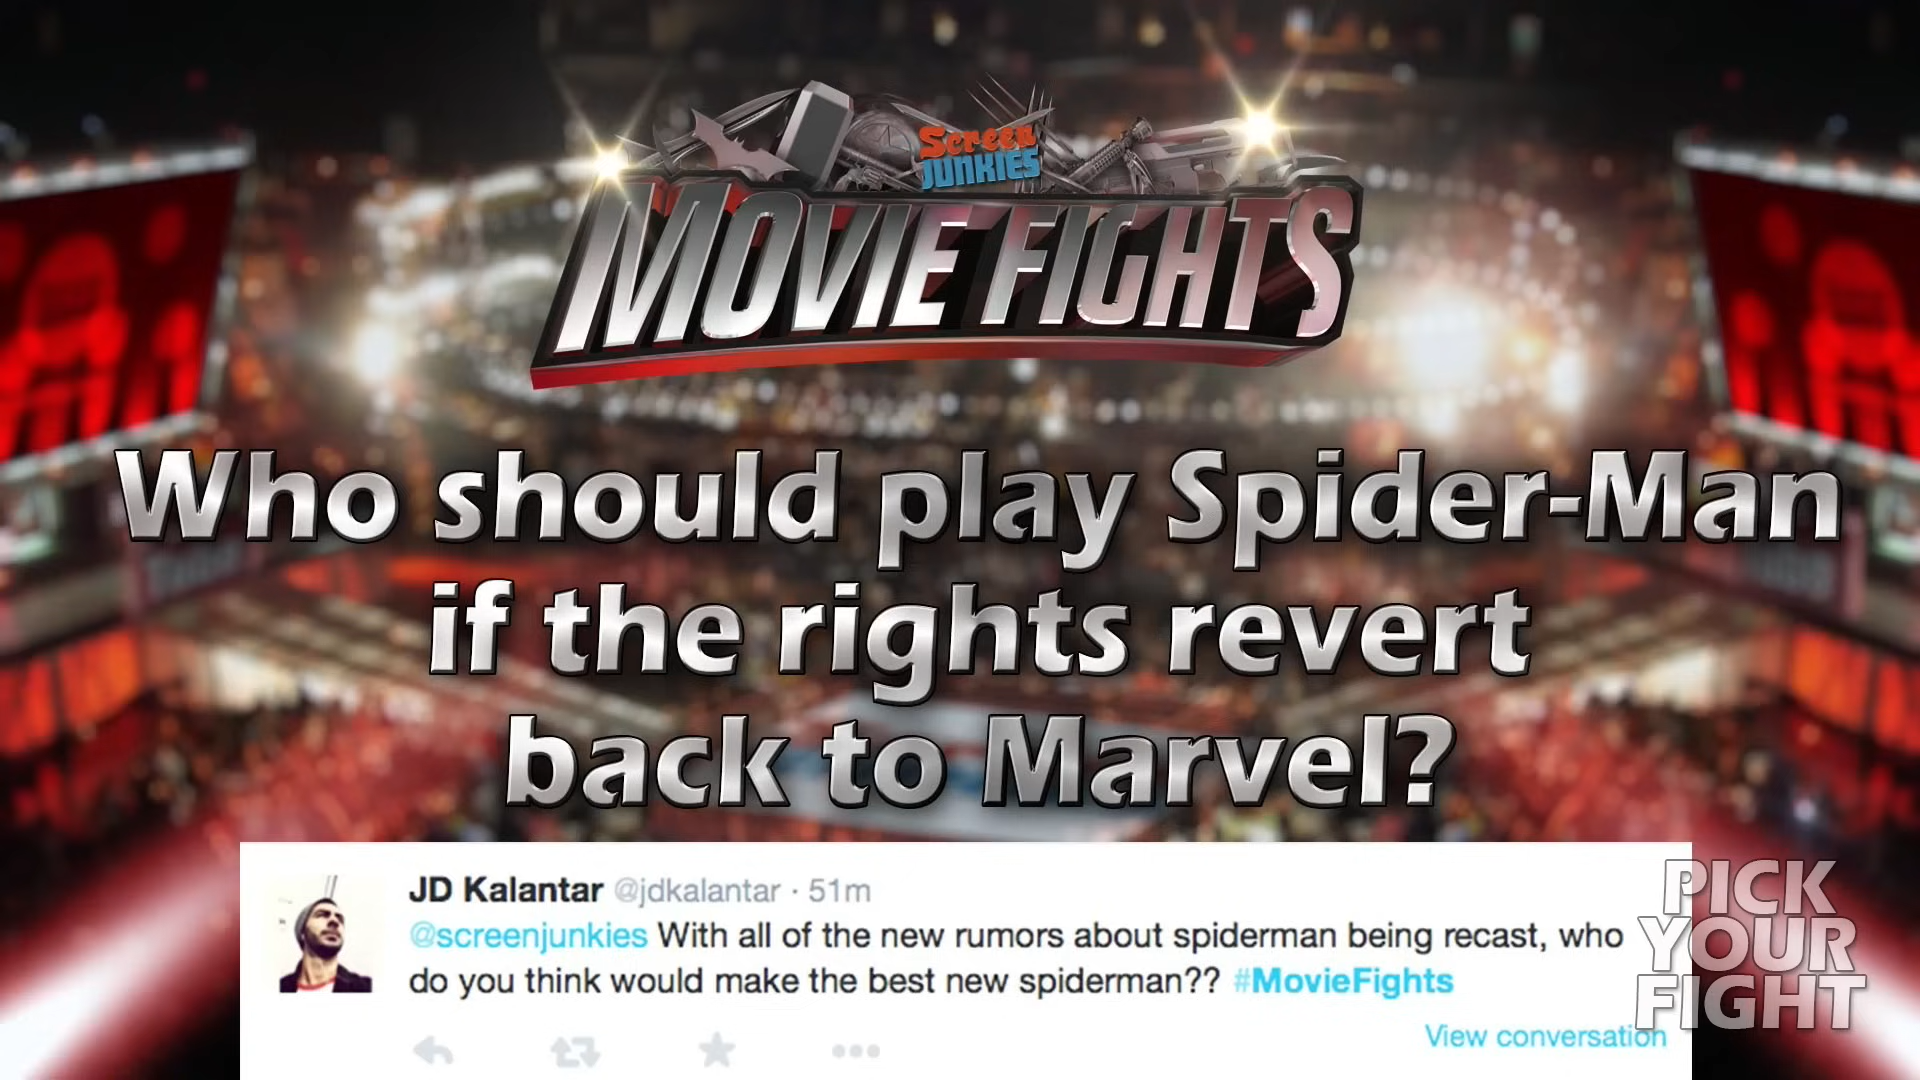 Screen
JUNKIES
MOVIE FIGHTS
Who should play Spider-Man
if the rights revert
back to Marvel?
JD Kalantar @jdkalantar · 51m
@screenjunkies With all of the new rumors about spiderman being recast, who
do you think would make the best new spiderman?? #MovieFights
View conversation
PICK
YOUR
FIGHT